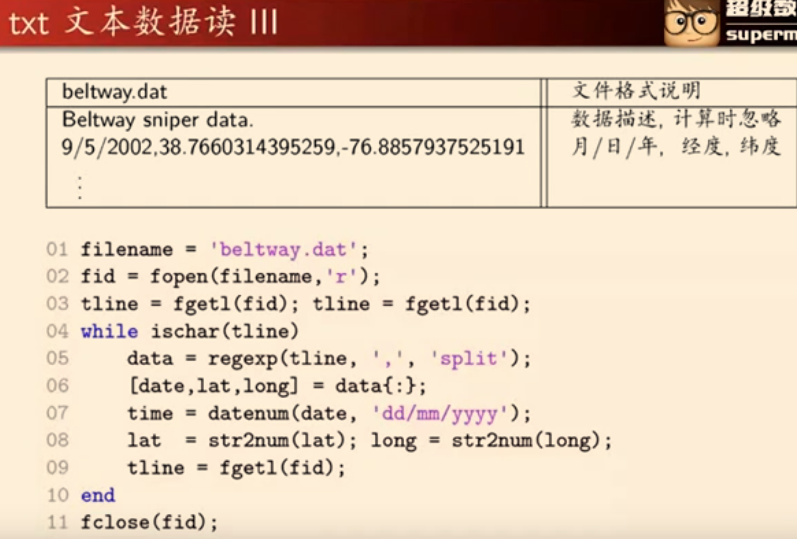 txt 文本数据读 III
超级数
superm
beltway.dat 文件格式说明
Beltway sniper data. 数据描述, 计算时忽略
9/5/2002,38.7660314395259,-76.8857937525191 月/日/年, 经度, 纬度
⋮
01 filename = 'beltway.dat';
02 fid = fopen(filename,'r');
03 tline = fgetl(fid); tline = fgetl(fid);
04 while ischar(tline)
05 data = regexp(tline, ',', 'split');
06 [date,lat,long] = data{:};
07 time = datenum(date, 'dd/mm/yyyy');
08 lat = str2num(lat); long = str2num(long);
09 tline = fgetl(fid);
10 end
11 fclose(fid);